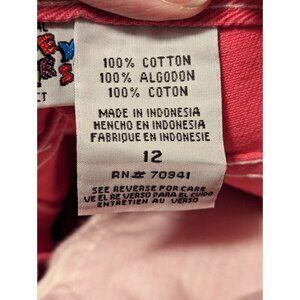 CT
100% COTTON
100% ALGODON
100% COTON
MADE IN INDONESIA
HENCHO EN INDONESIA
FABRIQUE EN INDONESIE
12
RN# 70941
SEE REVERSE FOR CARE
VE EL REVERSO PARA EL CUIDO
ENTRETIEN AU VERSO